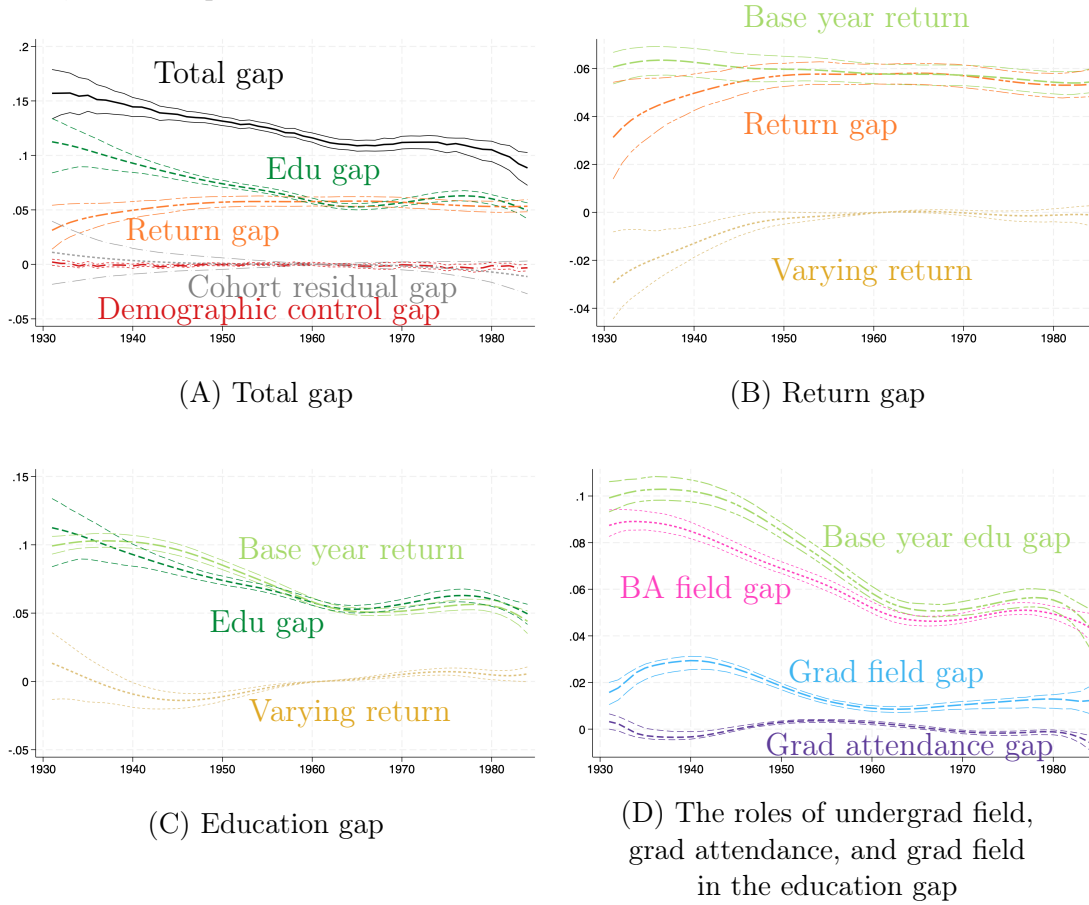 Base year return
.2
.15
.1
.05
0
-.05
Total gap
Edu gap
Return gap
Cohort residual gap
Demographic control gap
1930 1940 1950 1960 1970 1980
(A) Total gap
.06
.04
.02
0
-.02
-.04
Return gap
Varying return
1930 1940 1950 1960 1970 1980
(B) Return gap
.15
.1
.05
0
-.05
Base year return
Edu gap
Varying return
1930 1940 1950 1960 1970 1980
(C) Education gap
.1
.08
.06
.04
.02
0
Base year edu gap
BA field gap
Grad field gap
Grad attendance gap
1930 1940 1950 1960 1970 1980
(D) The roles of undergrad field,
grad attendance, and grad field
in the education gap